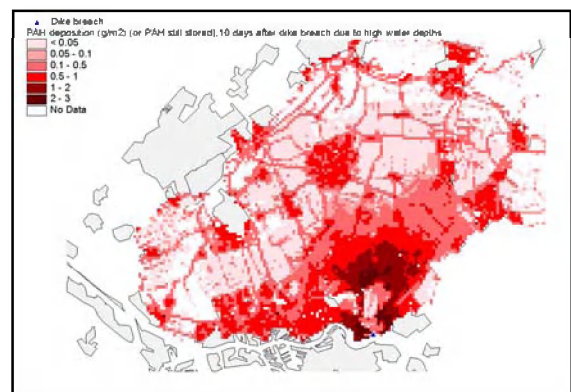 Dike breach
PAH deposition (g/m2) (or PAH still stored),10 days after dike breach due to high water depths
< 0.05
0.05 - 0.1
0.1 - 0.5
0.5 - 1
1 - 2
2 - 3
No Data